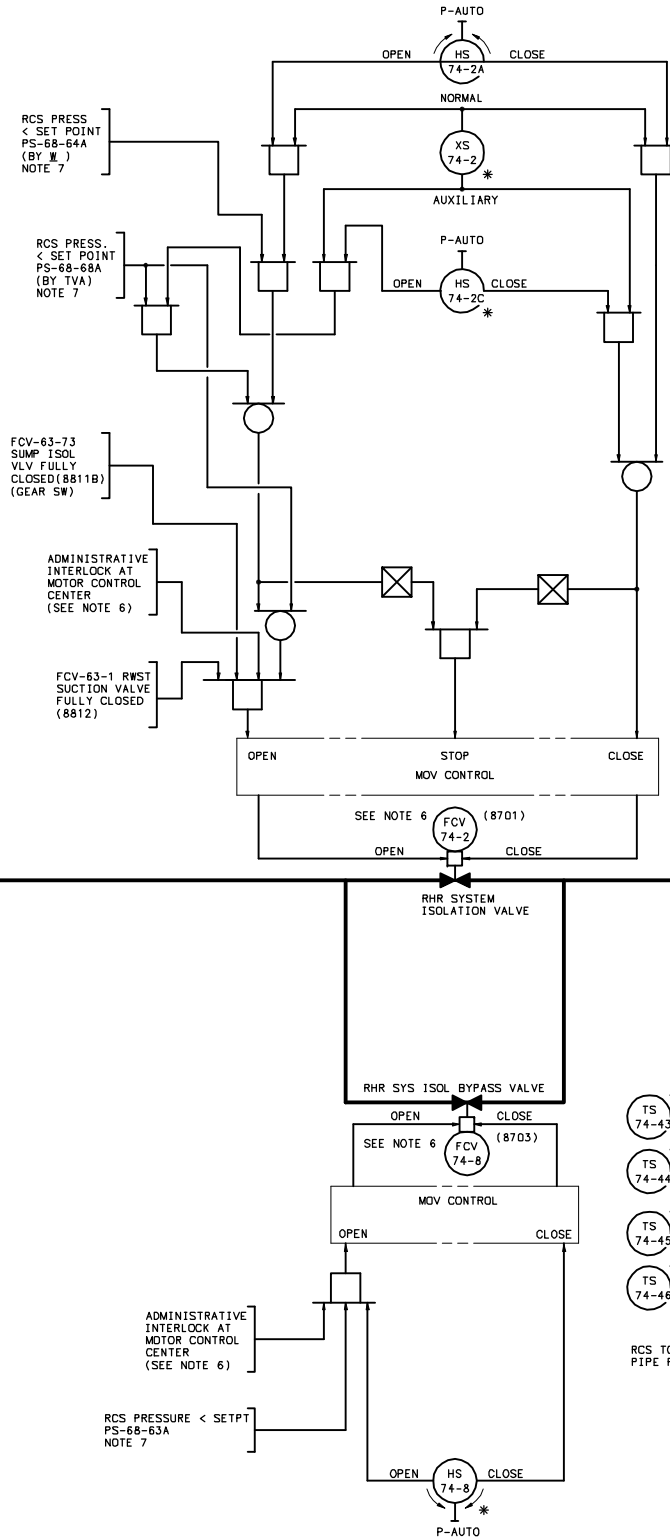 P-AUTO
OPEN
HS
74-2A
CLOSE
NORMAL
RCS PRESS
< SET POINT
PS-68-64A
(BY W )
NOTE 7
XS
74-2
*
AUXILIARY
RCS PRESS.
< SET POINT
PS-68-68A
(BY TVA)
NOTE 7
P-AUTO
OPEN
HS
74-2C
CLOSE
*
FCV-63-73
SUMP ISOL
VLV FULLY
CLOSED(8811B)
(GEAR SW)
ADMINISTRATIVE
INTERLOCK AT
MOTOR CONTROL
CENTER
(SEE NOTE 6)
FCV-63-1 RWST
SUCTION VALVE
FULLY CLOSED
(8812)
OPEN
STOP
CLOSE
MOV CONTROL
SEE NOTE 6
FCV
74-2
(8701)
OPEN
CLOSE
RHR SYSTEM
ISOLATION VALVE
RHR SYS ISOL BYPASS VALVE
OPEN
CLOSE
SEE NOTE 6
FCV
74-8
(8703)
MOV CONTROL
OPEN
CLOSE
TS
74-43
TS
74-44
TS
74-45
TS
74-46
ADMINISTRATIVE
INTERLOCK AT
MOTOR CONTROL
CENTER
(SEE NOTE 6)
RCS TO
PIPE
RCS PRESSURE < SETPT
PS-68-63A
NOTE 7
OPEN
HS
74-8
CLOSE
*
P-AUTO